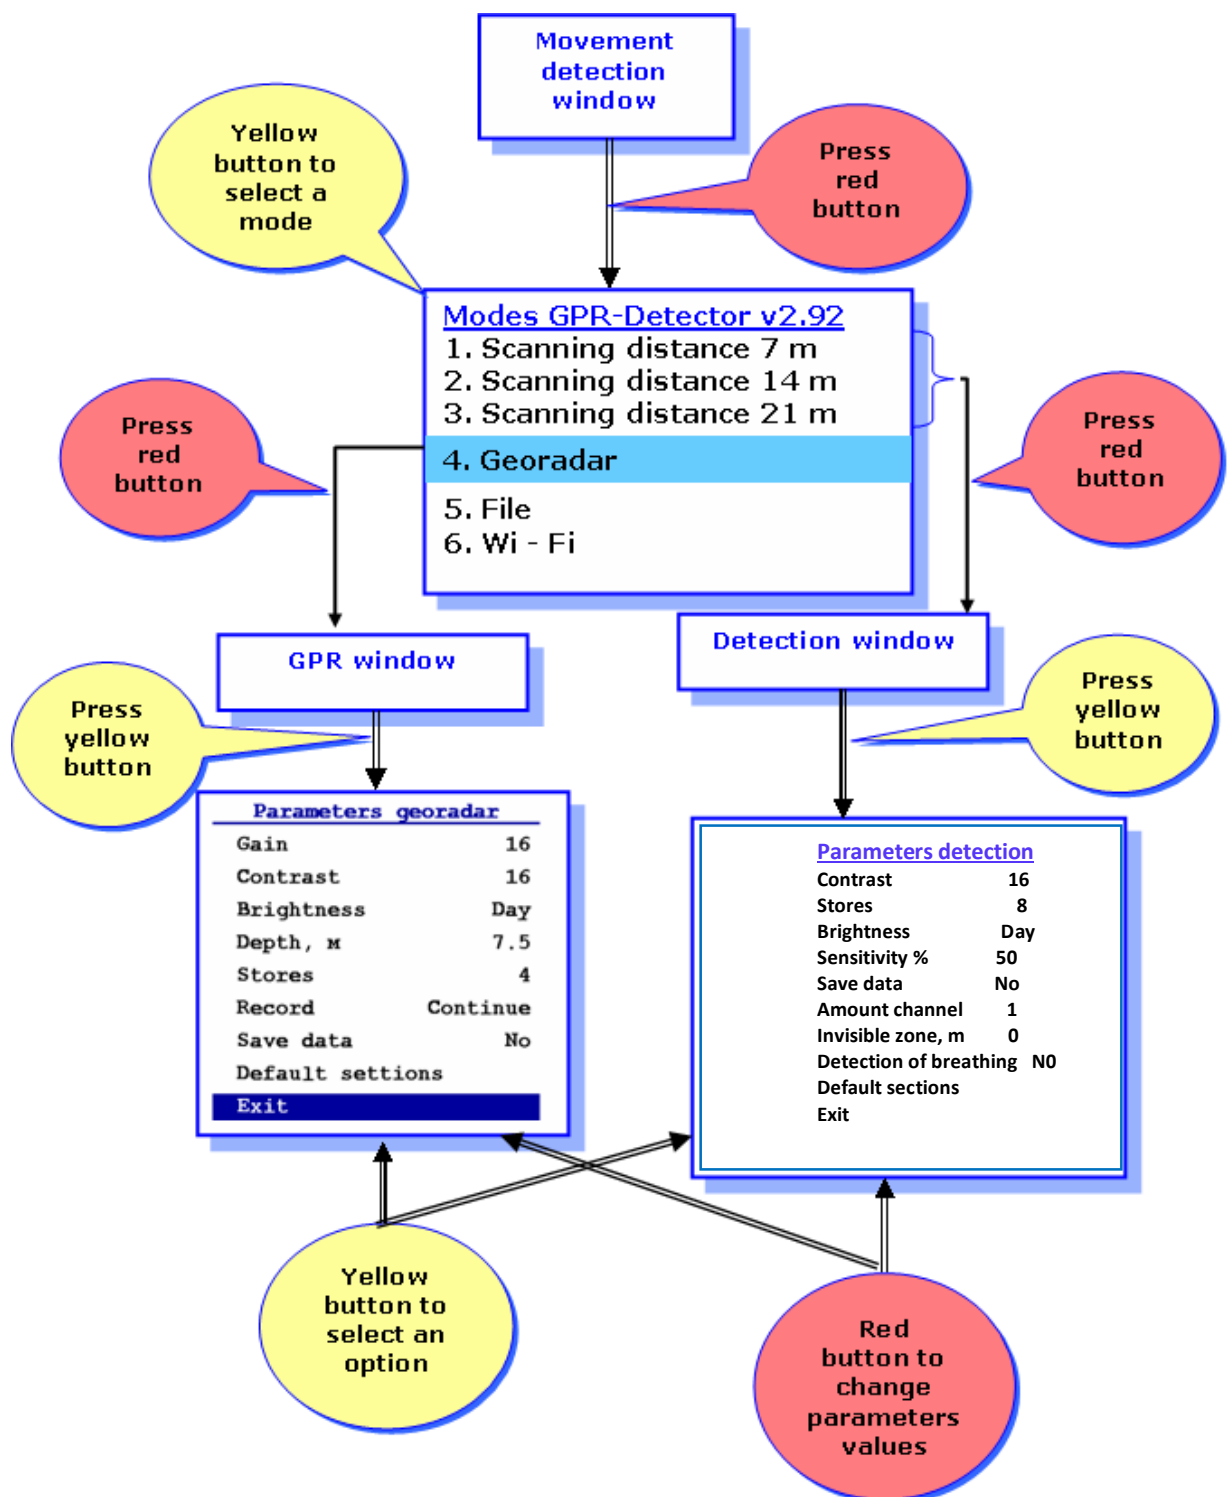 Movement
detection
window
Yellow
button to
select a
mode
Press
red
button
Modes GPR-Detector v2.92
1. Scanning distance 7 m
2. Scanning distance 14 m
3. Scanning distance 21 m
4. Georadar
5. File
6. Wi - Fi
Press
red
button
Press
red
button
GPR window
Detection window
Press
yellow
button
Press
yellow
button
Parameters georadar
Gain 16
Contrast 16
Brightness Day
Depth, м 7.5
Stores 4
Record Continue
Save data No
Default settions
Exit
Parameters detection
Contrast 16
Stores 8
Brightness Day
Sensitivity % 50
Save data No
Amount channel 1
Invisible zone, m 0
Detection of breathing N0
Default sections
Exit
Yellow
button to
select an
option
Red
button to
change
parameters
values